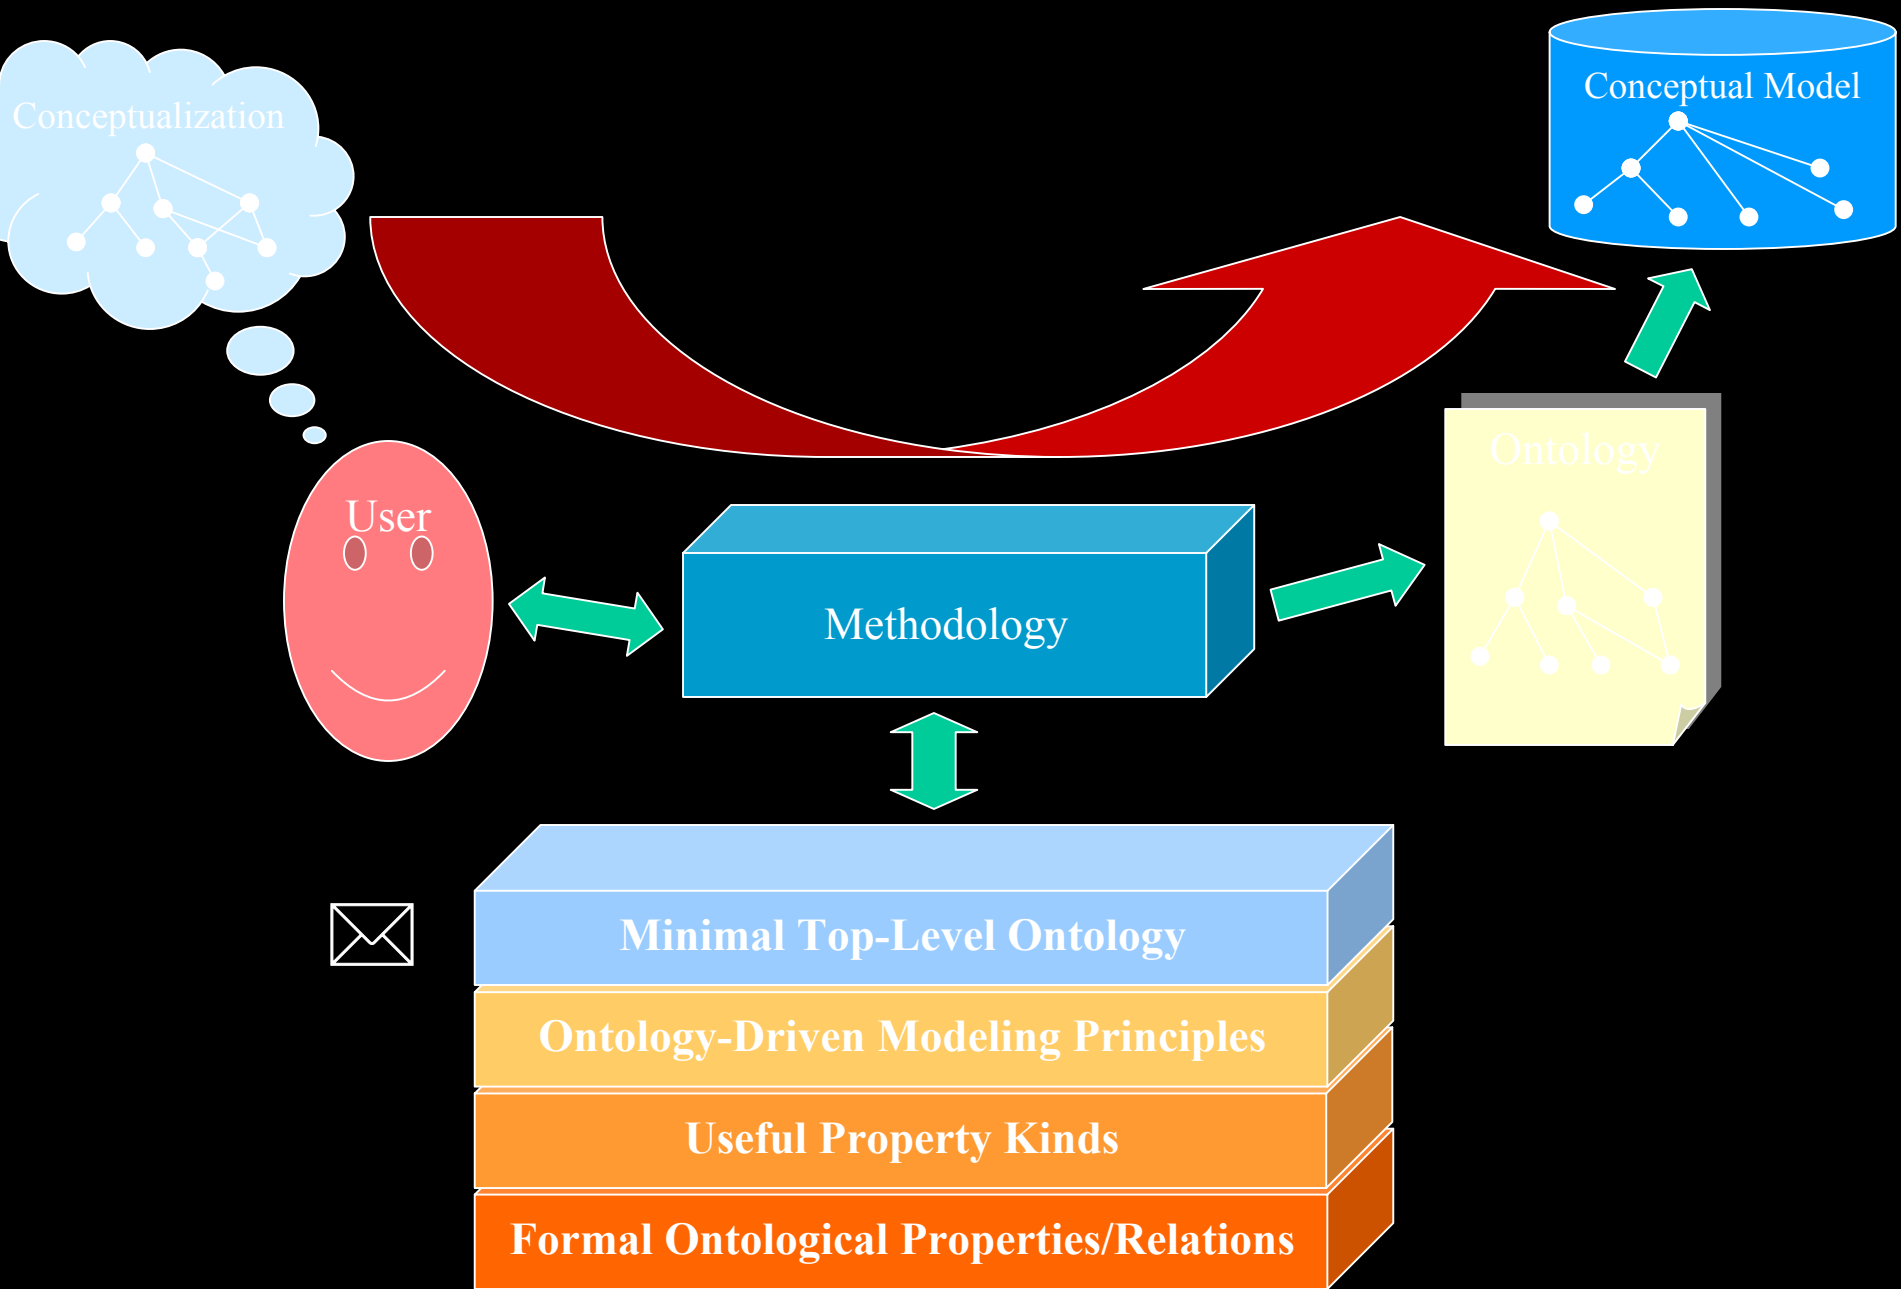 Conceptualization
Conceptual Model
Ontology
User
Methodology
Minimal Top-Level Ontology
Ontology-Driven Modeling Principles
Useful Property Kinds
Formal Ontological Properties/Relations